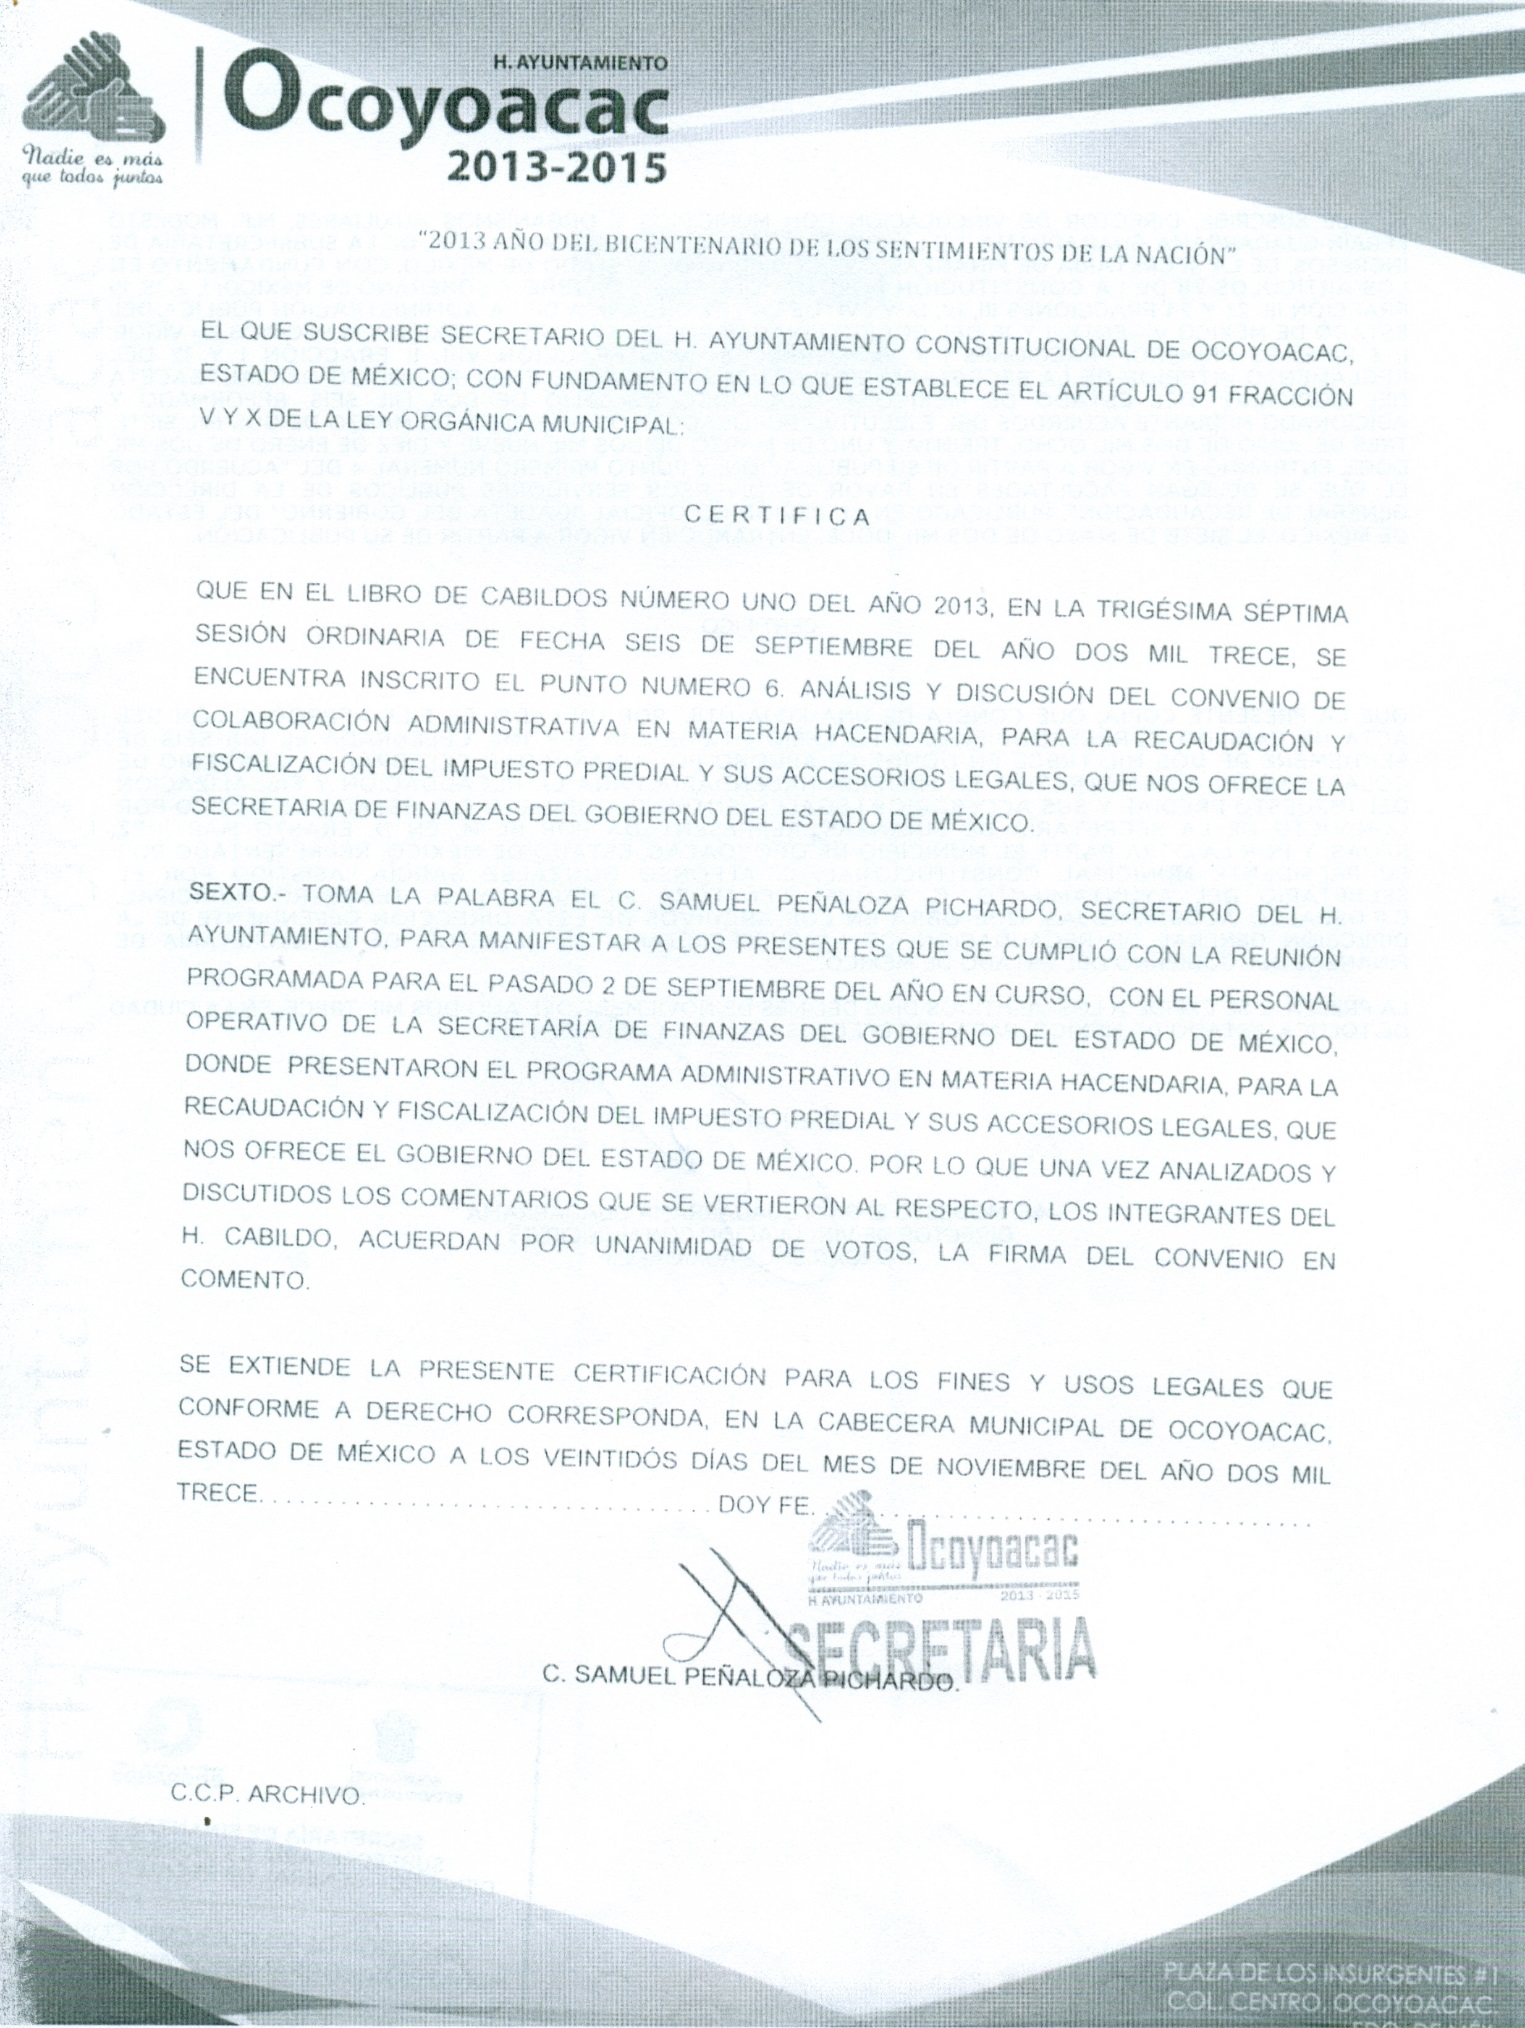 H. AYUNTAMIENTO
Ocoyoacac
2013-2015
Nadie es más
que todos juntos
"2013 AÑO DEL BICENTENARIO DE LOS SENTIMIENTOS DE LA NACIÓN"
EL QUE SUSCRIBE SECRETARIO DEL H. AYUNTAMIENTO CONSTITUCIONAL DE OCOYOACAC,
ESTADO DE MÉXICO; CON FUNDAMENTO EN LO QUE ESTABLECE EL ARTÍCULO 91 FRACCIÓN
V Y X DE LA LEY ORGÁNICA MUNICIPAL:
C E R T I F I C A
QUE EN EL LIBRO DE CABILDOS NÚMERO UNO DEL AÑO 2013, EN LA TRIGÉSIMA SÉPTIMA
SESIÓN ORDINARIA DE FECHA SEIS DE SEPTIEMBRE DEL AÑO DOS MIL TRECE, SE
ENCUENTRA INSCRITO EL PUNTO NUMERO 6. ANÁLISIS Y DISCUSIÓN DEL CONVENIO DE
COLABORACIÓN ADMINISTRATIVA EN MATERIA HACENDARIA, PARA LA RECAUDACIÓN Y
FISCALIZACIÓN DEL IMPUESTO PREDIAL Y SUS ACCESORIOS LEGALES, QUE NOS OFRECE LA
SECRETARIA DE FINANZAS DEL GOBIERNO DEL ESTADO DE MÉXICO.
SEXTO.- TOMA LA PALABRA EL C. SAMUEL PEÑALOZA PICHARDO, SECRETARIO DEL H.
AYUNTAMIENTO, PARA MANIFESTAR A LOS PRESENTES QUE SE CUMPLIÓ CON LA REUNIÓN
PROGRAMADA PARA EL PASADO 2 DE SEPTIEMBRE DEL AÑO EN CURSO, CON EL PERSONAL
OPERATIVO DE LA SECRETARÍA DE FINANZAS DEL GOBIERNO DEL ESTADO DE MÉXICO,
DONDE PRESENTARON EL PROGRAMA ADMINISTRATIVO EN MATERIA HACENDARIA, PARA LA
RECAUDACIÓN Y FISCALIZACIÓN DEL IMPUESTO PREDIAL Y SUS ACCESORIOS LEGALES, QUE
NOS OFRECE EL GOBIERNO DEL ESTADO DE MÉXICO. POR LO QUE UNA VEZ ANALIZADOS Y
DISCUTIDOS LOS COMENTARIOS QUE SE VERTIERON AL RESPECTO, LOS INTEGRANTES DEL
H. CABILDO, ACUERDAN POR UNANIMIDAD DE VOTOS, LA FIRMA DEL CONVENIO EN
COMENTO.
SE EXTIENDE LA PRESENTE CERTIFICACIÓN PARA LOS FINES Y USOS LEGALES QUE
CONFORME A DERECHO CORRESPONDA, EN LA CABECERA MUNICIPAL DE OCOYOACAC,
ESTADO DE MÉXICO A LOS VEINTIDÓS DÍAS DEL MES DE NOVIEMBRE DEL AÑO DOS MIL
TRECE. . . . . . . . . . . . . . . . . . . . . . . . . . . . . . . . . . DOY FE. . . . . . . . . . . . . . . . . . . . . . . . . . . . . . . . . . . . .
Nadie es más
que todos juntos
Ocoyoacac
H. AYUNTAMIENTO 2013 - 2015
SECRETARIA
C. SAMUEL PEÑALOZA PICHARDO.
C.C.P. ARCHIVO.
PLAZA DE LOS INSURGENTES #1
COL. CENTRO, OCOYOACAC.
EDO. DE MÉX.